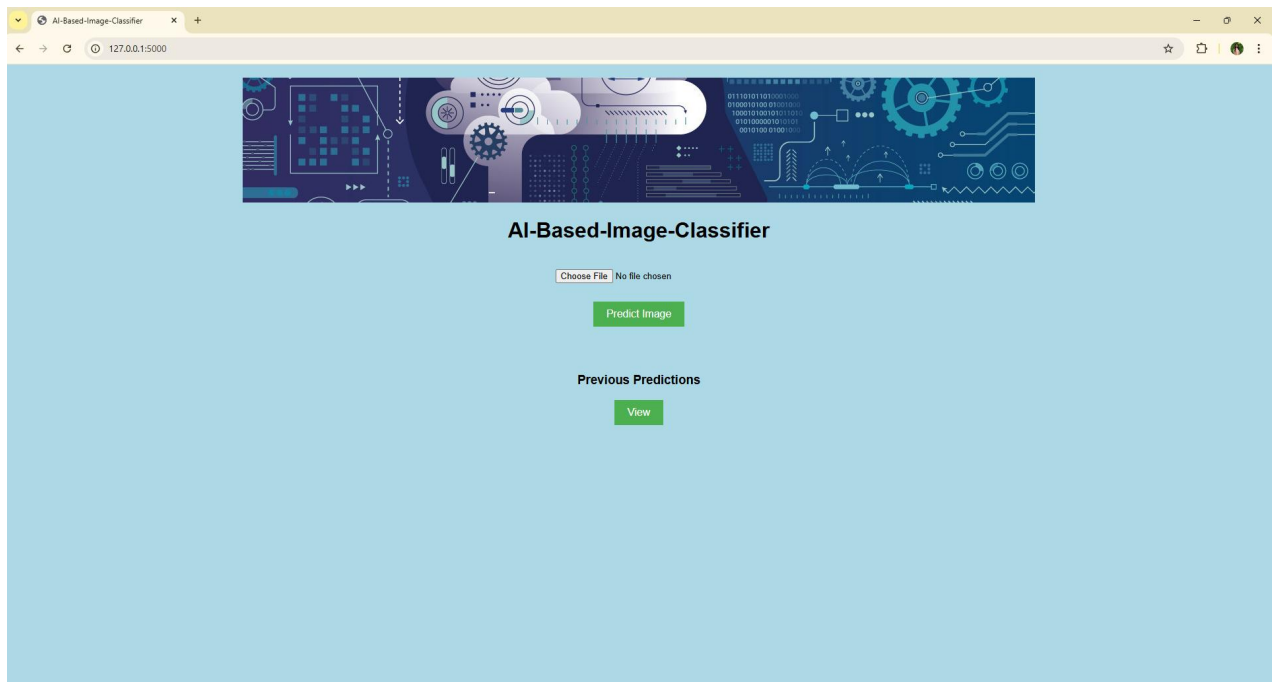 AI-Based-Image-Classifier
127.0.0.1:5000
AI-Based-Image-Classifier
Choose File No file chosen
Predict Image
Previous Predictions
View